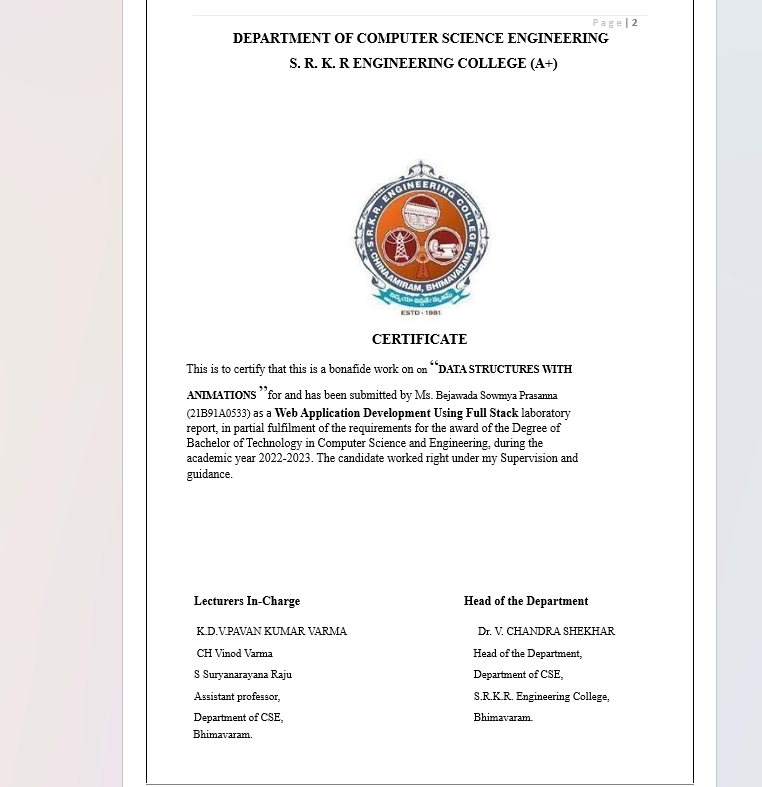 Page | 2
DEPARTMENT OF COMPUTER SCIENCE ENGINEERING
S. R. K. R ENGINEERING COLLEGE (A+)
S.R.K.R. ENGINEERING COLLEGE
CHINAAMIRAM, BHIMAVARAM
ESTD - 1981
CERTIFICATE
This is to certify that this is a bonafide work on on “DATA STRUCTURES WITH
ANIMATIONS ”for and has been submitted by Ms. Bejawada Sowmya Prasanna
(21B91A0533) as a Web Application Development Using Full Stack laboratory
report, in partial fulfilment of the requirements for the award of the Degree of
Bachelor of Technology in Computer Science and Engineering, during the
academic year 2022-2023. The candidate worked right under my Supervision and
guidance.
Lecturers In-Charge
K.D.V.PAVAN KUMAR VARMA
CH Vinod Varma
S Suryanarayana Raju
Assistant professor,
Department of CSE,
Bhimavaram.
Head of the Department
Dr. V. CHANDRA SHEKHAR
Head of the Department,
Department of CSE,
S.R.K.R. Engineering College,
Bhimavaram.